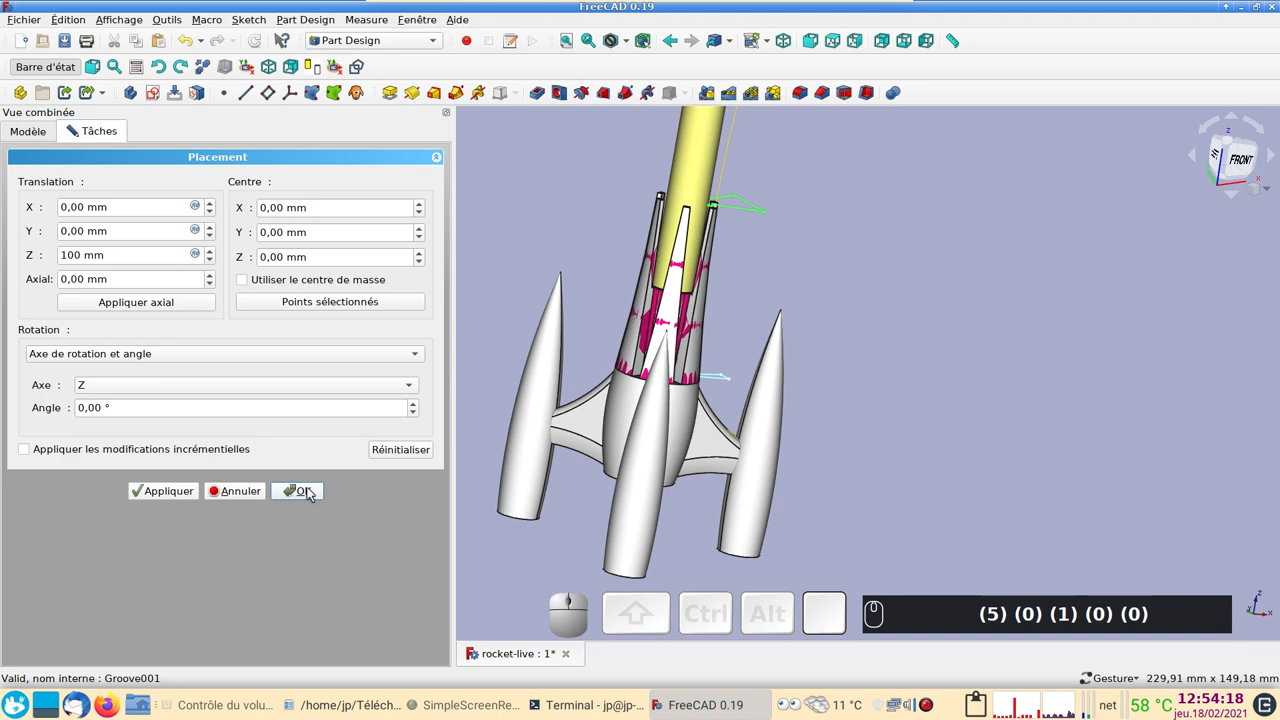 FreeCAD 0.19
Fichier Édition Affichage Outils Macro Sketch Part Design Measure Fenêtre Aide
Part Design
Barre d'état
Vue combinée
Modèle Tâches
Placement
Translation : Centre :
X : 0,00 mm X : 0,00 mm
Y : 0,00 mm Y : 0,00 mm
Z : 100 mm Z : 0,00 mm
Axial: 0,00 mm Utiliser le centre de masse
Appliquer axial Points sélectionnés
Rotation :
Axe de rotation et angle
Axe : Z
Angle : 0,00 °
Appliquer les modifications incrémentielles Réinitialiser
Appliquer Annuler
FRONT
z
x
Ctrl Alt (5) (0) (1) (0) (0)
rocket-live : 1*
Valid, nom interne : Groove001 Gesture 229,91 mm x 149,18 mm
Contrôle du volu... /home/jp/Téléch... SimpleScreenRe... Terminal - jp@jp-... FreeCAD 0.19 11 °C net 58 °C 12:54:18
jeu.18/02/2021